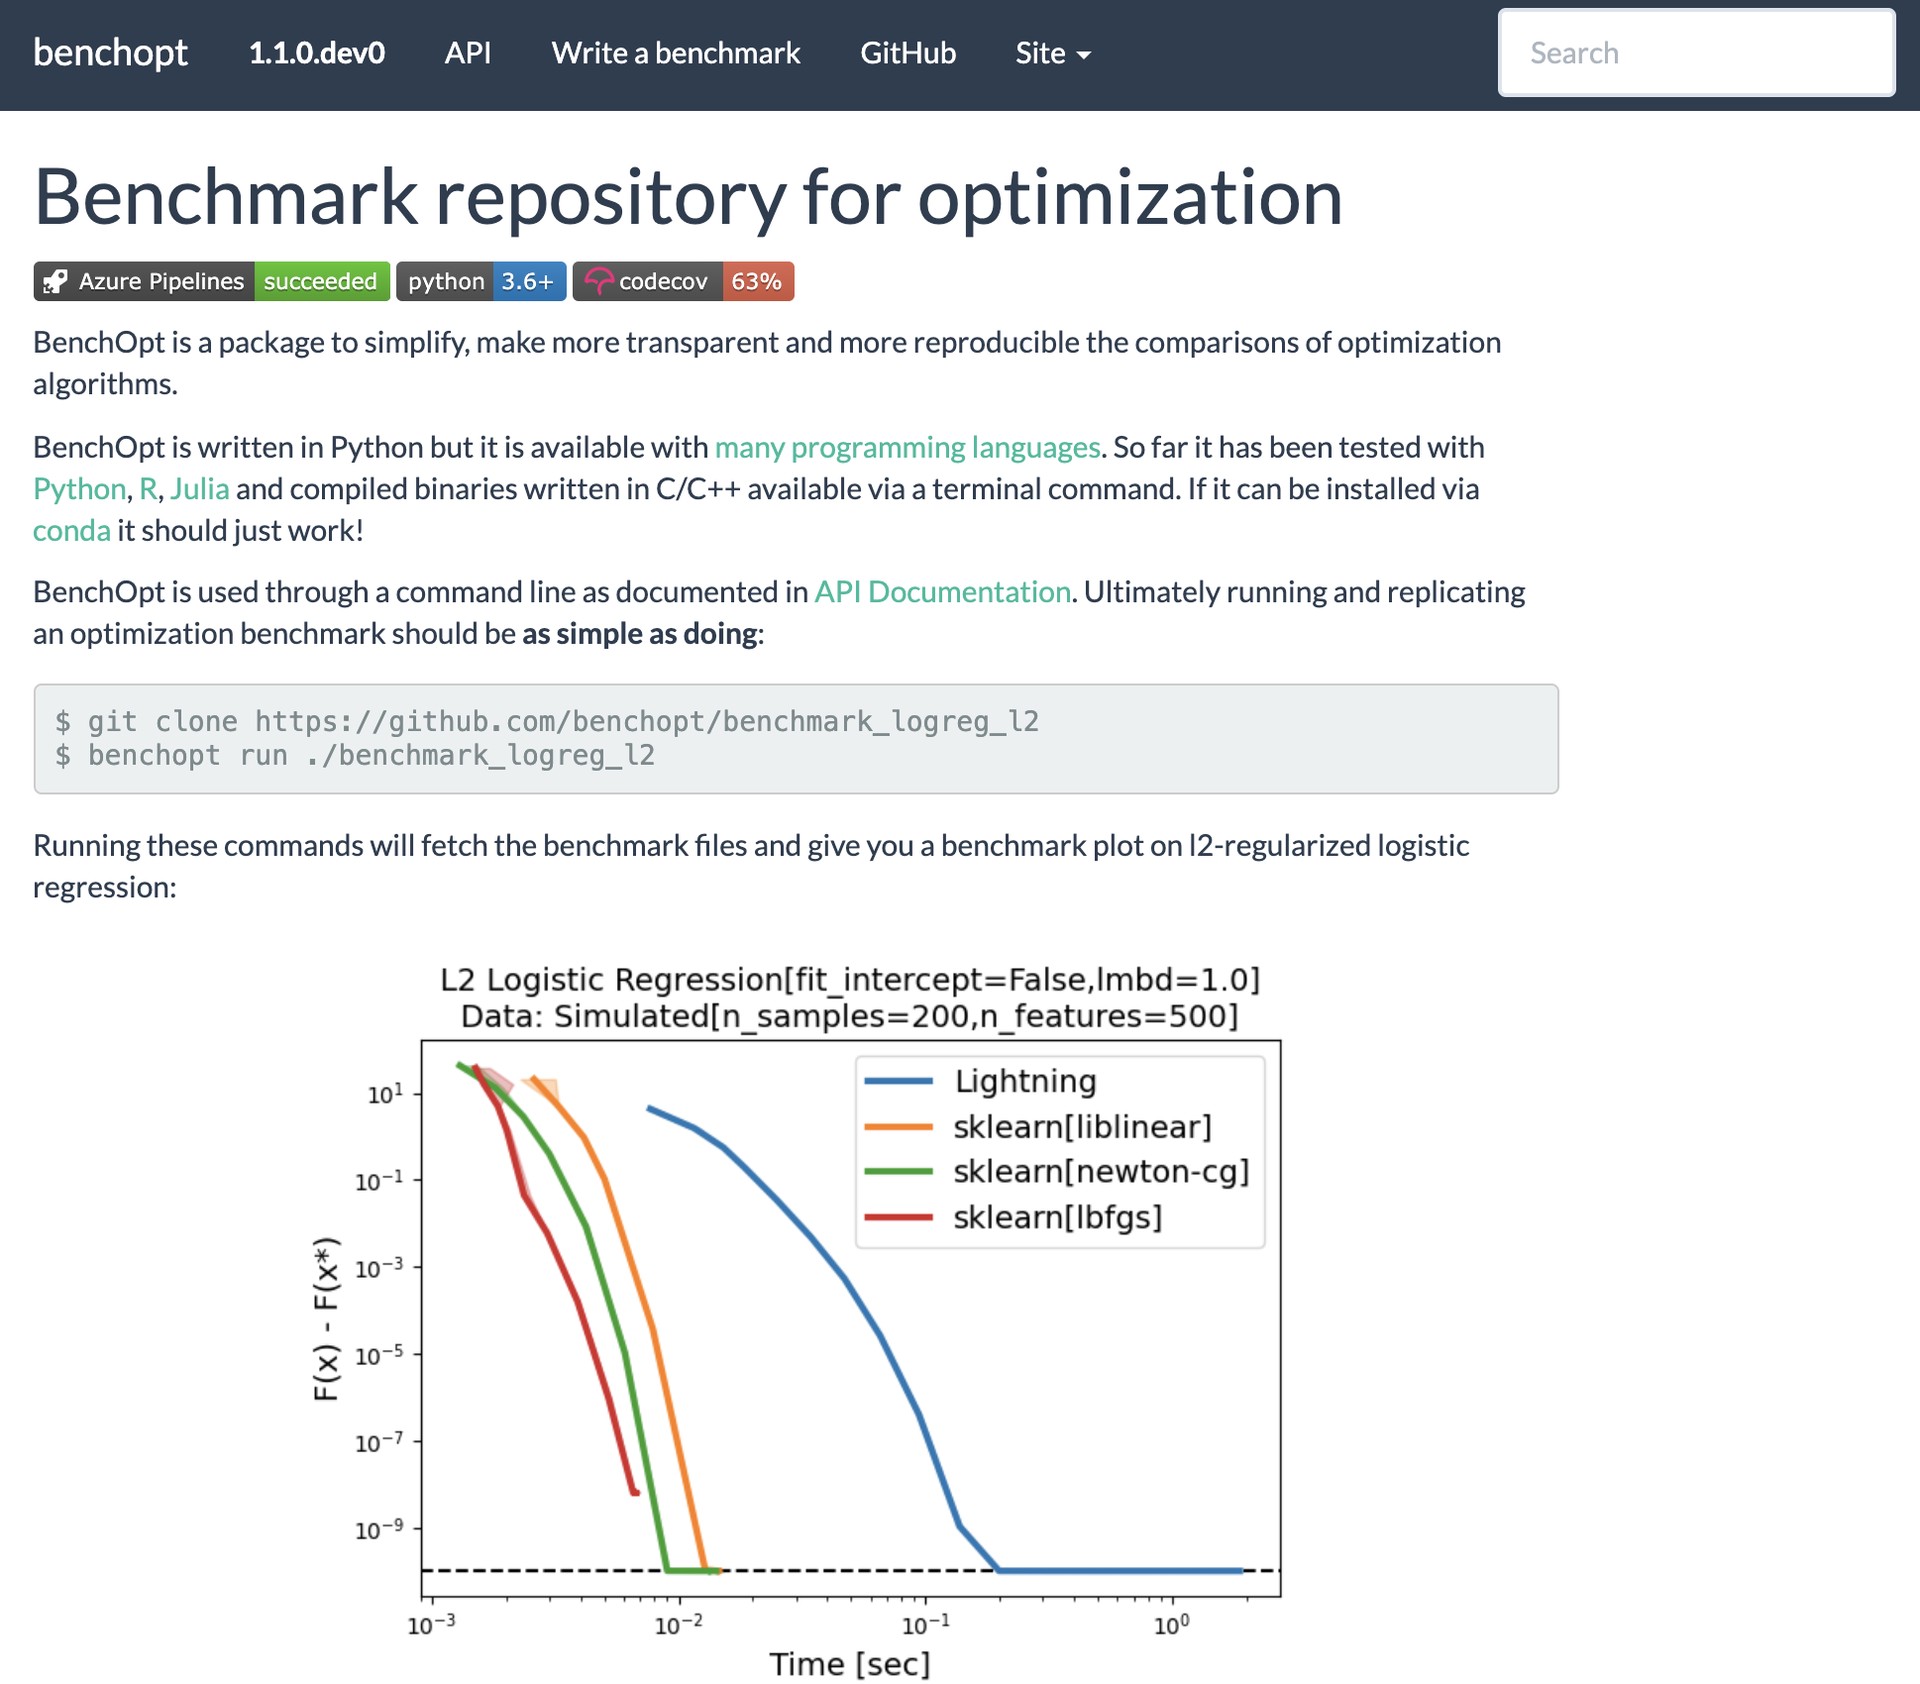 benchopt 1.1.0.dev0 API Write a benchmark GitHub Site Search
Benchmark repository for optimization
Azure Pipelines succeeded python 3.6+ codecov 63%
BenchOpt is a package to simplify, make more transparent and more reproducible the comparisons of optimization
algorithms.
BenchOpt is written in Python but it is available with many programming languages. So far it has been tested with
Python, R, Julia and compiled binaries written in C/C++ available via a terminal command. If it can be installed via
conda it should just work!
BenchOpt is used through a command line as documented in API Documentation. Ultimately running and replicating
an optimization benchmark should be as simple as doing:
$ git clone https://github.com/benchopt/benchmark_logreg_l2
$ benchopt run ./benchmark_logreg_l2
Running these commands will fetch the benchmark files and give you a benchmark plot on l2-regularized logistic
regression:
L2 Logistic Regression[fit_intercept=False,lmbd=1.0]
Data: Simulated[n_samples=200,n_features=500]
Lightning
sklearn[liblinear]
sklearn[newton-cg]
sklearn[lbfgs]
F(x) - F(x*)
10¹
10⁻¹
10⁻³
10⁻⁵
10⁻⁷
10⁻⁹
10⁻³ 10⁻² 10⁻¹ 10⁰
Time [sec]